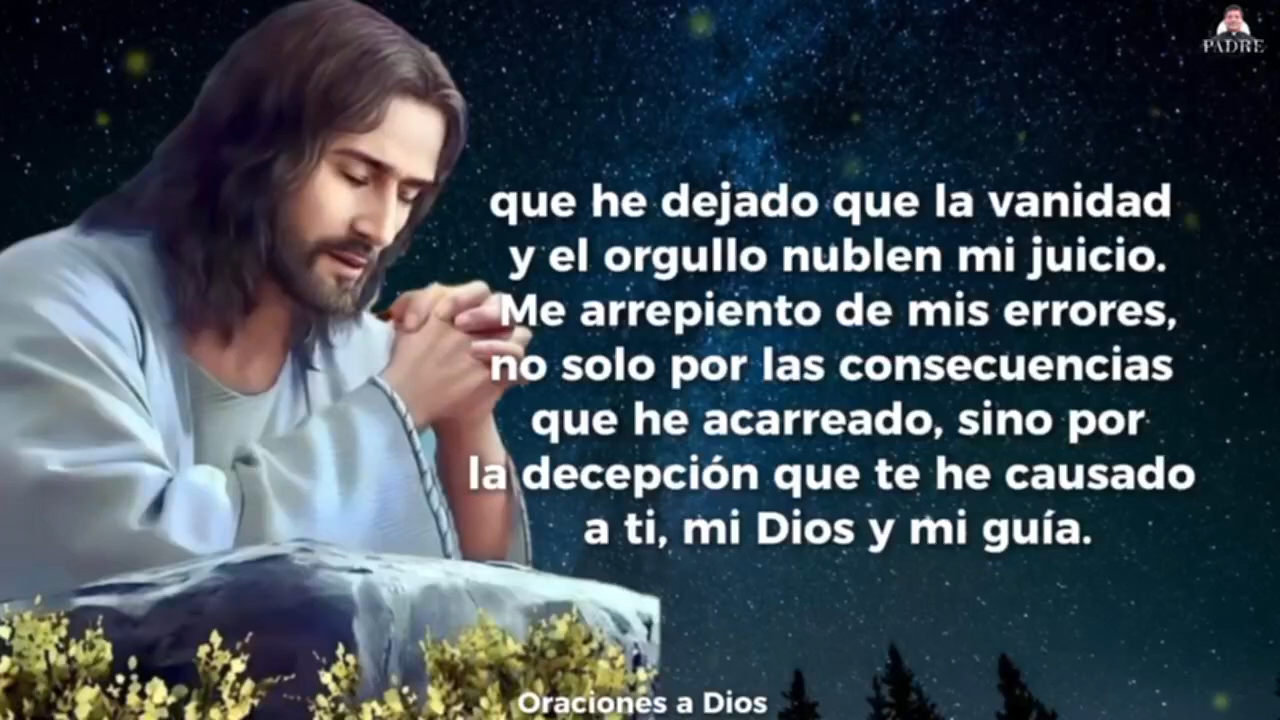 PADRE
que he dejado que la vanidad
y el orgullo nublen mi juicio.
Me arrepiento de mis errores,
no solo por las consecuencias
que he acarreado, sino por
la decepción que te he causado
a ti, mi Dios y mi guía.
Oraciones a Dios